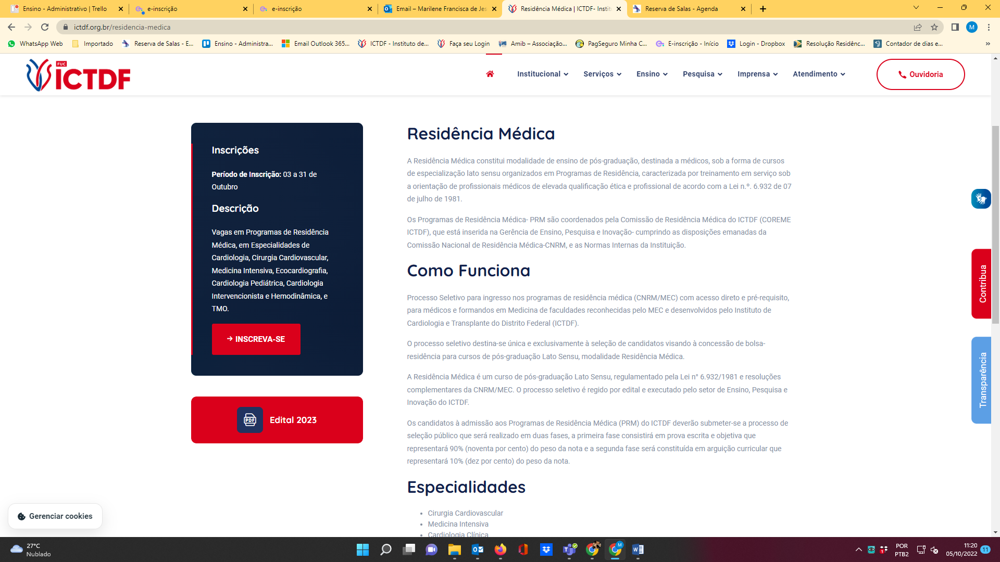 Ensino - Administrativo | Trello
e-inscrição
e-inscrição
Email – Marilene Francisca de Jes
Residência Médica | ICTDF- Instit
Reserva de Salas - Agenda
ictdf.org.br/residencia-medica
M
WhatsApp Web
Importado
Reserva de Salas - E...
Ensino - Administra...
Email Outlook 365...
ICTDF - Instituto de...
Faça seu Login
Amib – Associação...
PagSeguro Minha C...
E-inscrição - Início
Login - Dropbox
Resolução Residênc...
Contador de dias e...
»
FUC
ICTDF
Institucional
Serviços
Ensino
Pesquisa
Imprensa
Atendimento
Ouvidoria
Inscrições
Período de Inscrição: 03 a 31 de
Outubro
Descrição
Vagas em Programas de Residência
Médica, em Especialidades de
Cardiologia, Cirurgia Cardiovascular,
Medicina Intensiva, Ecocardiografia,
Cardiologia Pediátrica, Cardiologia
Intervencionista e Hemodinâmica, e
TMO.
INSCREVA-SE
PDF
Edital 2023
Residência Médica
A Residência Médica constitui modalidade de ensino de pós-graduação, destinada a médicos, sob a forma de cursos
de especialização lato sensu organizados em Programas de Residência, caracterizada por treinamento em serviço sob
a orientação de profissionais médicos de elevada qualificação ética e profissional de acordo com a Lei n.º. 6.932 de 07
de julho de 1981.
Os Programas de Residência Médica- PRM são coordenados pela Comissão de Residência Médica do ICTDF (COREME
ICTDF), que está inserida na Gerência de Ensino, Pesquisa e Inovação- cumprindo as disposições emanadas da
Comissão Nacional de Residência Médica-CNRM, e as Normas Internas da Instituição.
Como Funciona
Processo Seletivo para ingresso nos programas de residência médica (CNRM/MEC) com acesso direto e pré-requisito,
para médicos e formandos em Medicina de faculdades reconhecidas pelo MEC e desenvolvidos pelo Instituto de
Cardiologia e Transplante do Distrito Federal (ICTDF).
O processo seletivo destina-se única e exclusivamente à seleção de candidatos visando à concessão de bolsa-
residência para cursos de pós-graduação Lato Sensu, modalidade Residência Médica.
A Residência Médica é um curso de pós-graduação Lato Sensu, regulamentado pela Lei n° 6.932/1981 e resoluções
complementares da CNRM/MEC. O processo seletivo é regido por edital e executado pelo setor de Ensino, Pesquisa e
Inovação do ICTDF.
Os candidatos à admissão aos Programas de Residência Médica (PRM) do ICTDF deverão submeter-se a processo de
seleção público que será realizado em duas fases, a primeira fase consistirá em prova escrita e objetiva que
representará 90% (noventa por cento) do peso da nota e a segunda fase será constituída em arguição curricular que
representará 10% (dez por cento) do peso da nota.
Especialidades
Cirurgia Cardiovascular
Medicina Intensiva
Cardiologia Clínica
Contribua
Transparência
Gerenciar cookies
27°C
Nublado
POR
PTB2
11:20
05/10/2022
11